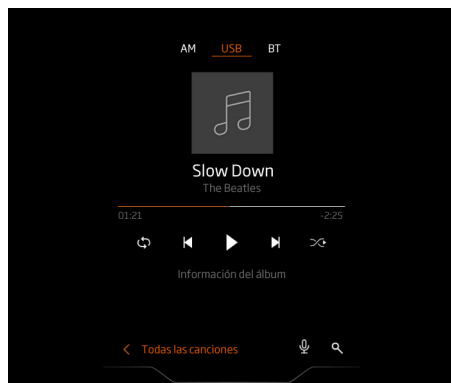 AM USB BT
Slow Down
The Beatles
01:21 -2:25
Información del álbum
Todas las canciones